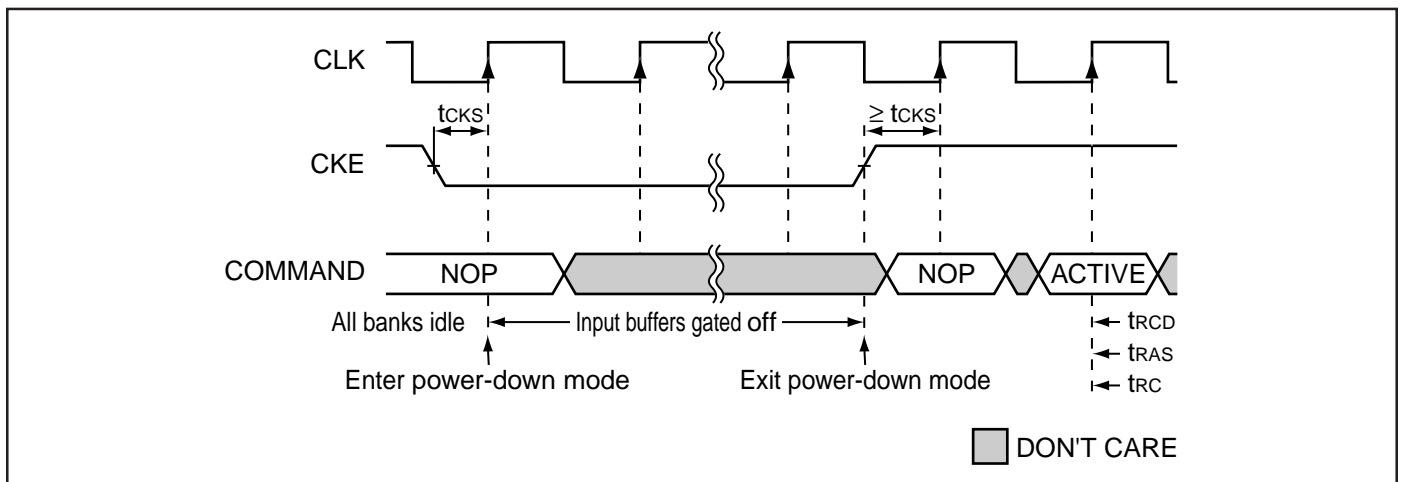 CLK
tCKS
≥ tCKS
CKE
COMMAND
NOP
NOP
ACTIVE
All banks idle
Input buffers gated off
tRCD
tRAS
tRC
Enter power-down mode
Exit power-down mode
DON'T CARE